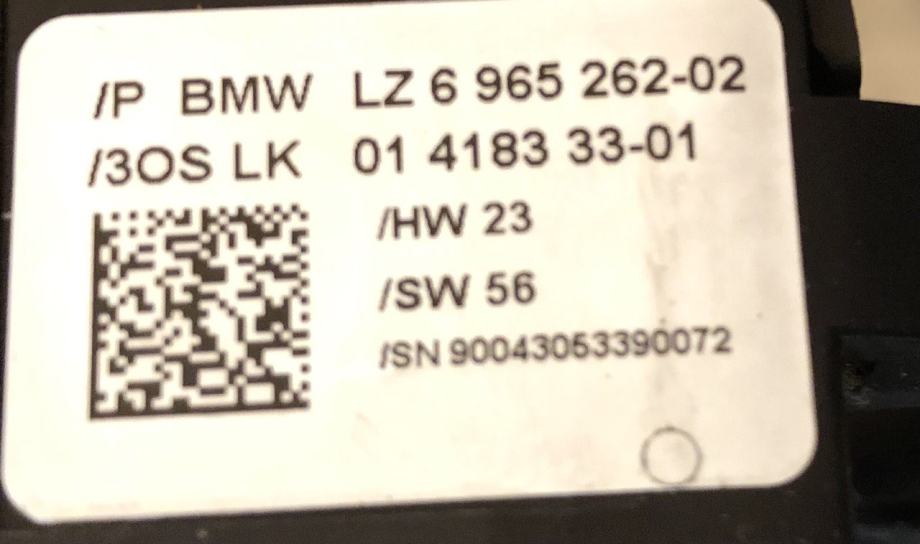 /P BMW LZ 6 965 262-02
/3OS LK 01 4183 33-01
/HW 23
/SW 56
/SN 90043053390072